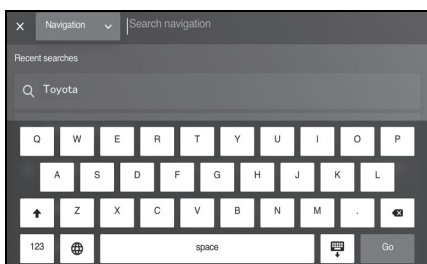 Navigation Search navigation
Recent searches
Toyota
Q W E R T Y U I O P
A S D F G H J K L
Z X C V B N M .
123 space Go